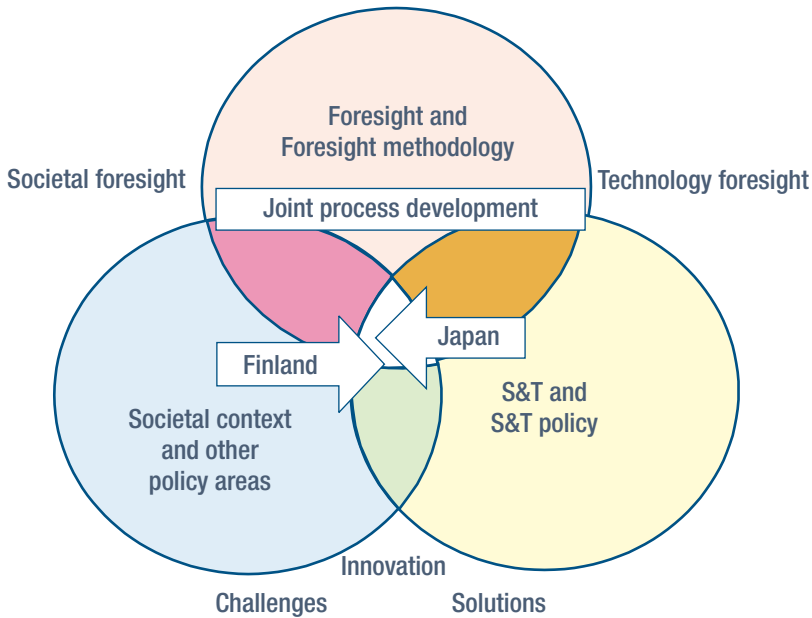 Foresight and
Foresight methodology
Societal foresight
Technology foresight
Joint process development
Japan
Finland
S&T and
S&T policy
Societal context
and other
policy areas
Innovation
Challenges
Solutions